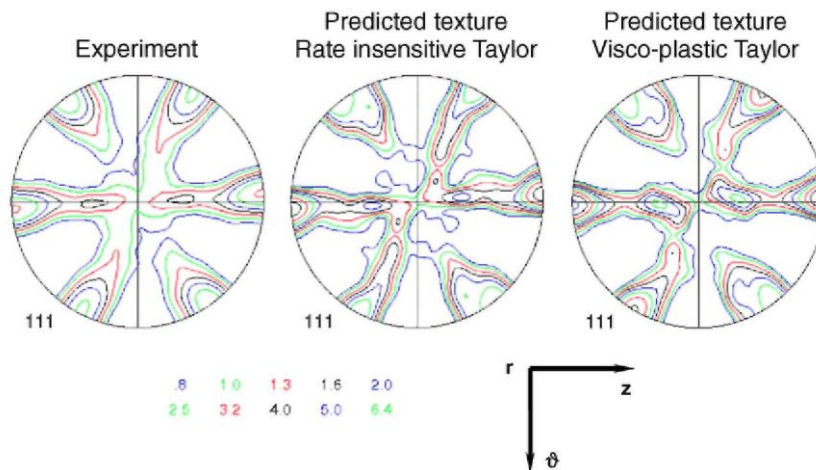 Experiment
Predicted texture
Rate insensitive Taylor
Predicted texture
Visco-plastic Taylor
111
111
111
.8 1.0 1.3 1.6 2.0
2.5 3.2 4.0 5.0 6.4
r
z
ϑ